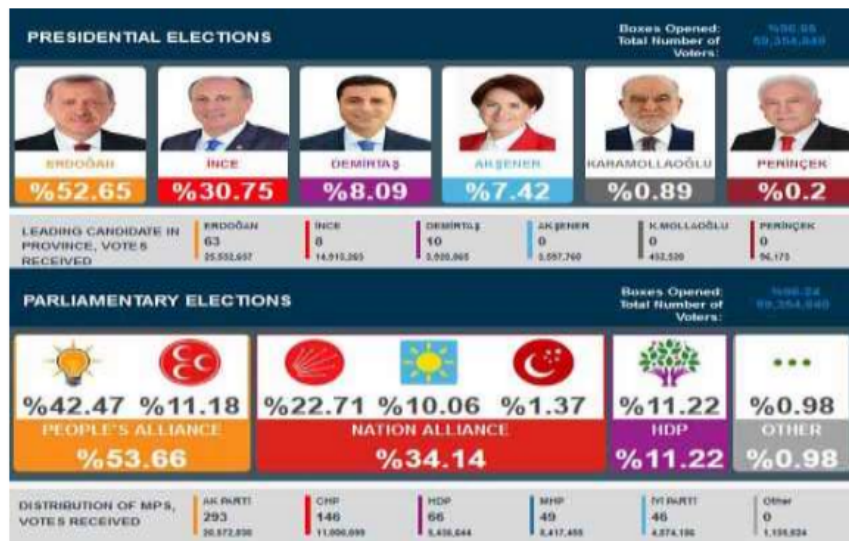 PRESIDENTIAL ELECTIONS
Boxes Opened:
Total Number of
Voters:
ERDOĞAN İNCE DEMİRTAŞ AKŞENER KARAMOLLAOĞLU PERİNÇEK
%52.65 %30.75 %8.09 %7.42 %0.89 %0.2
LEADING CANDIDATE IN
PROVINCE, VOTES
RECEIVED
ERDOĞAN İNCE DEMİRTAŞ AKŞENER K.MOLLAOĞLU PERİNÇEK
63 8 10 0 0 0
PARLIAMENTARY ELECTIONS
Boxes Opened:
Total Number of
Voters:
%42.47 %11.18 %22.71 %10.06 %1.37 %11.22 %0.98
PEOPLE'S ALLIANCE NATION ALLIANCE HDP OTHER
%53.66 %34.14 %11.22 %0.98
DISTRIBUTION OF MPS,
VOTES RECEIVED
AK PARTİ CHP HDP MHP İYİ PARTİ Other
293 146 66 49 46 0